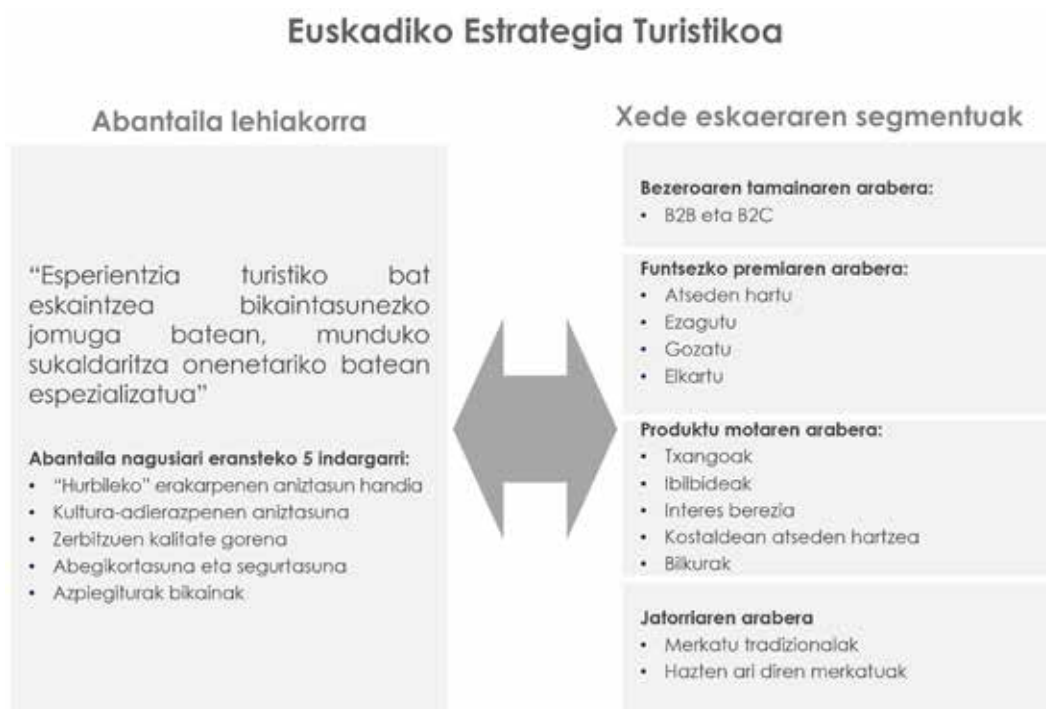 Euskadiko Estrategia Turistikoa
Abantaila lehiakorra
"Esperientzia turistiko bat
eskaintzea bikaintasunezko
jomuga batean, munduko
sukaldaritza onenetariko batean
espezializatua"
Abantaila nagusiari eransteko 5 indargarri:
• "Hurbileko" erakarpenen aniztasun handia
• Kultura-adierazpenen aniztasuna
• Zerbitzuen kalitate gorena
• Abegikortasuna eta segurtasuna
• Azpiegiturak bikainak
Xede eskaeraren segmentuak
Bezeroaren tamainaren arabera:
• B2B eta B2C
Funtsezko premiaren arabera:
• Atseden hartu
• Ezagutu
• Gozatu
• Elkartu
Produktu motaren arabera:
• Txangoak
• Ibilbideak
• Interes berezia
• Kostaldean atseden hartzea
• Bilkurak
Jatorriaren arabera
• Merkatu tradizionalak
• Hazten ari diren merkatuak